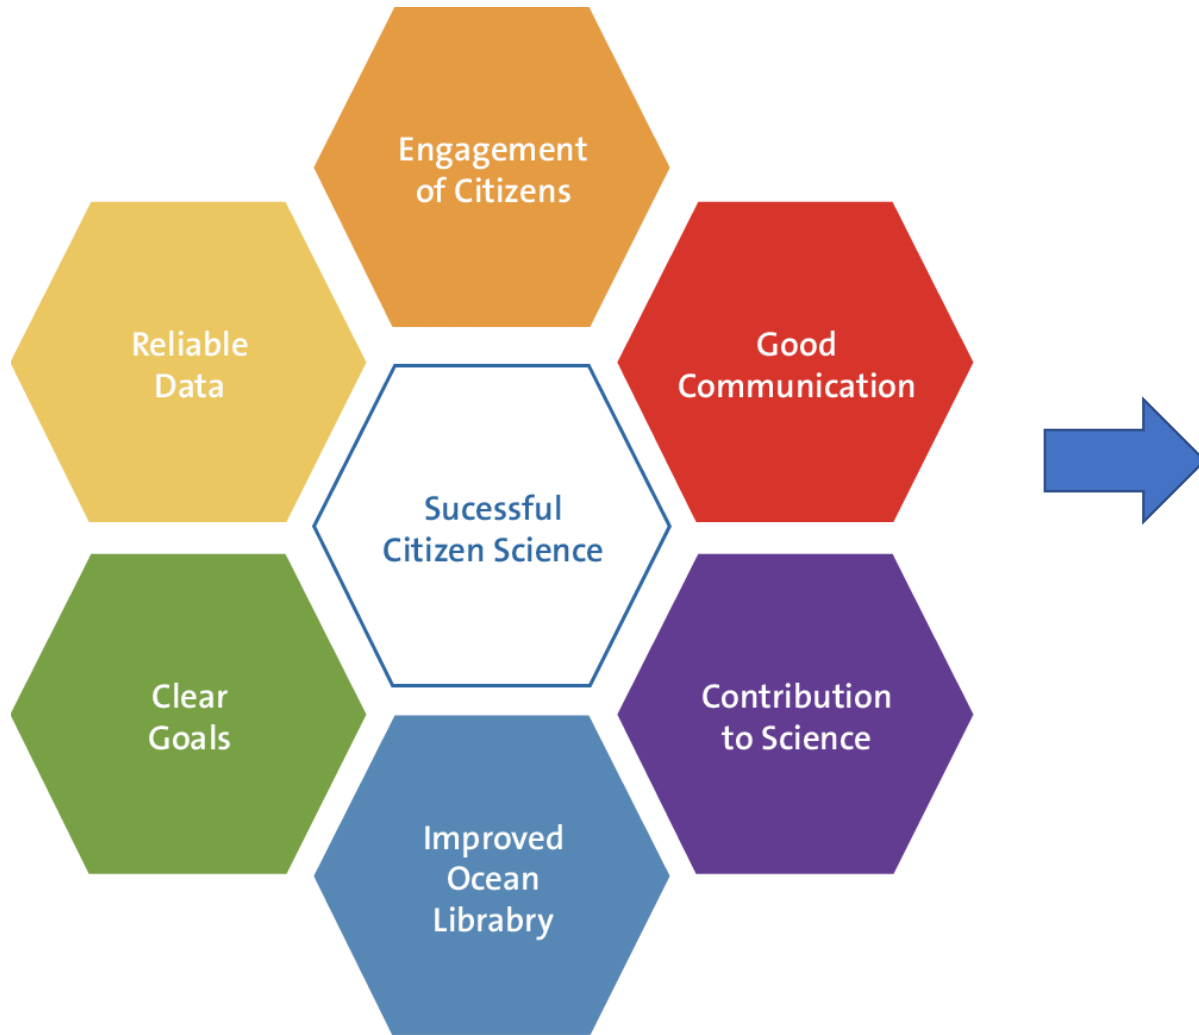 Engagement
of Citizens
Reliable
Data
Good
Communication
Sucessful
Citizen Science
Clear
Goals
Contribution
to Science
Improved
Ocean
Librabry